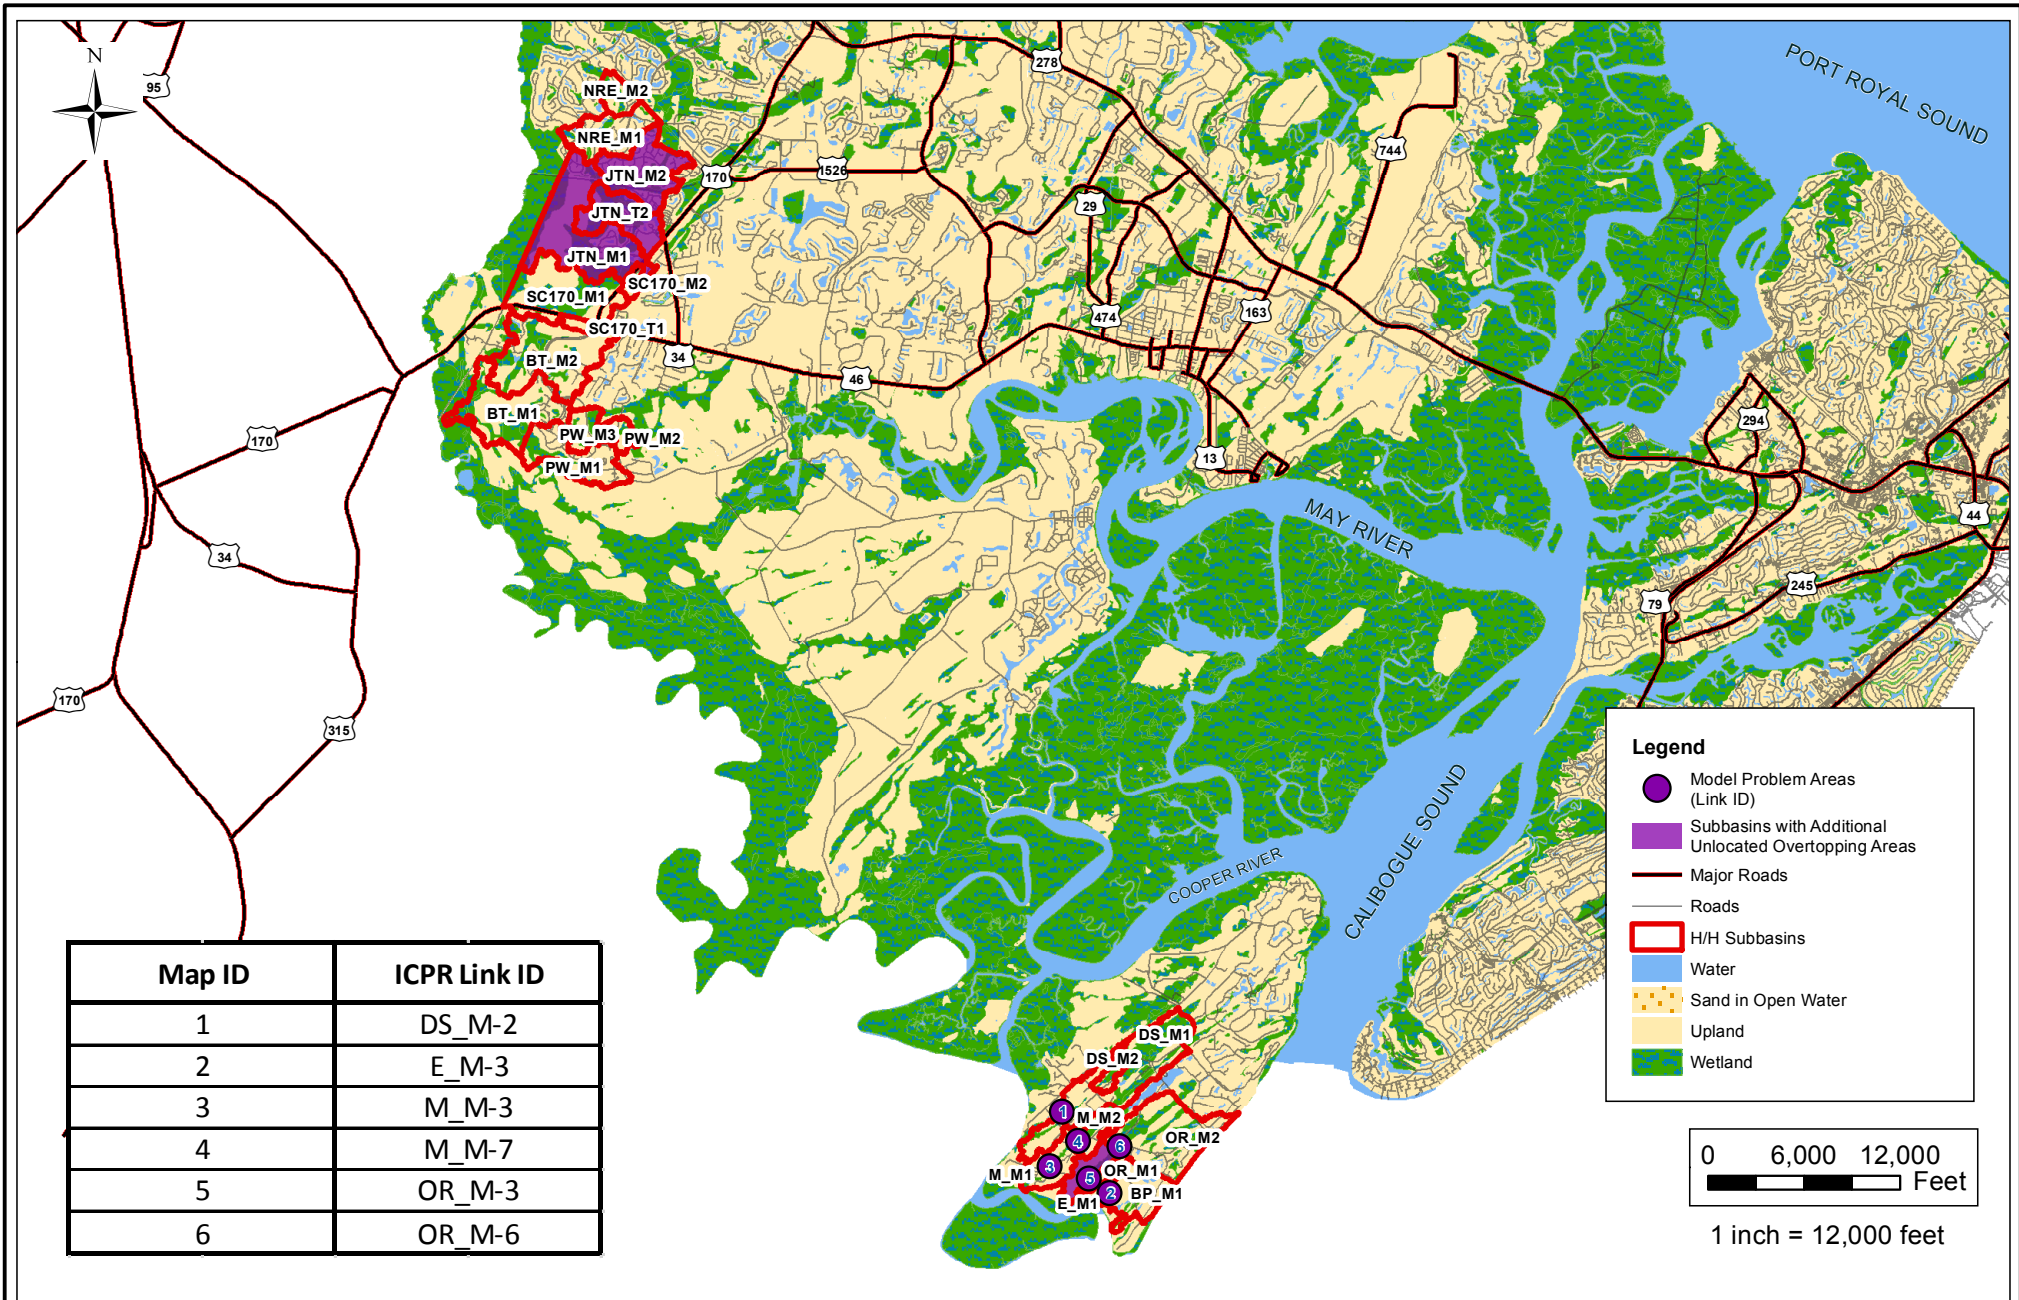 N
PORT ROYAL SOUND
95
278
NRE_M2
NRE_M1
744
JTN_M2
170
1526
29
JTN_T2
JTN_M1
SC170_M2
SC170_M1
474
163
SC170_T1
34
BT_M2
46
BT_M1
294
170
PW_M3
PW_M2
13
PW_M1
MAY RIVER
44
34
79
245
170
315
CALIBOGUE SOUND
COOPER RIVER
Legend
Model Problem Areas
(Link ID)
Subbasins with Additional
Unlocated Overtopping Areas
Major Roads
Roads
H/H Subbasins
Water
Sand in Open Water
Upland
Wetland
Map ID ICPR Link ID
1 DS_M-2
2 E_M-3
3 M_M-3
4 M_M-7
5 OR_M-3
6 OR_M-6
DS_M1
DS_M2
1
M_M2
4
6
OR_M2
3
M_M1
OR_M1
5
2
BP_M1
E_M1
0 6,000 12,000
Feet
1 inch = 12,000 feet